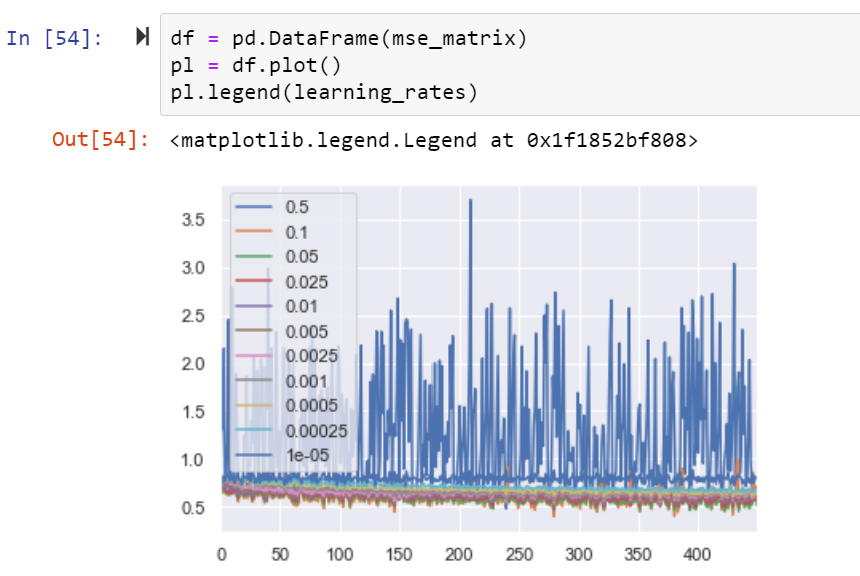 In [54]:
df = pd.DataFrame(mse_matrix)
pl = df.plot()
pl.legend(learning_rates)
Out[54]: <matplotlib.legend.Legend at 0x1f1852bf808>
0.5
0.1
0.05
0.025
0.01
0.005
0.0025
0.001
0.0005
0.00025
1e-05
3.5
3.0
2.5
2.0
1.5
1.0
0.5
0 50 100 150 200 250 300 350 400